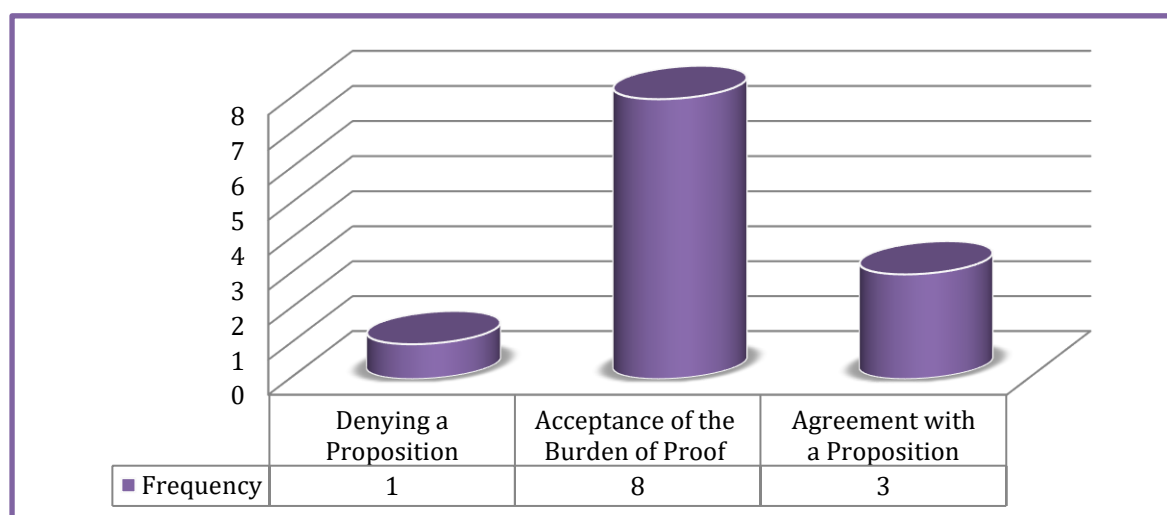 8
7
6
5
4
3
2
1
0
Denying a
Proposition
Acceptance of the
Burden of Proof
Agreement with
a Proposition
Frequency 1 8 3